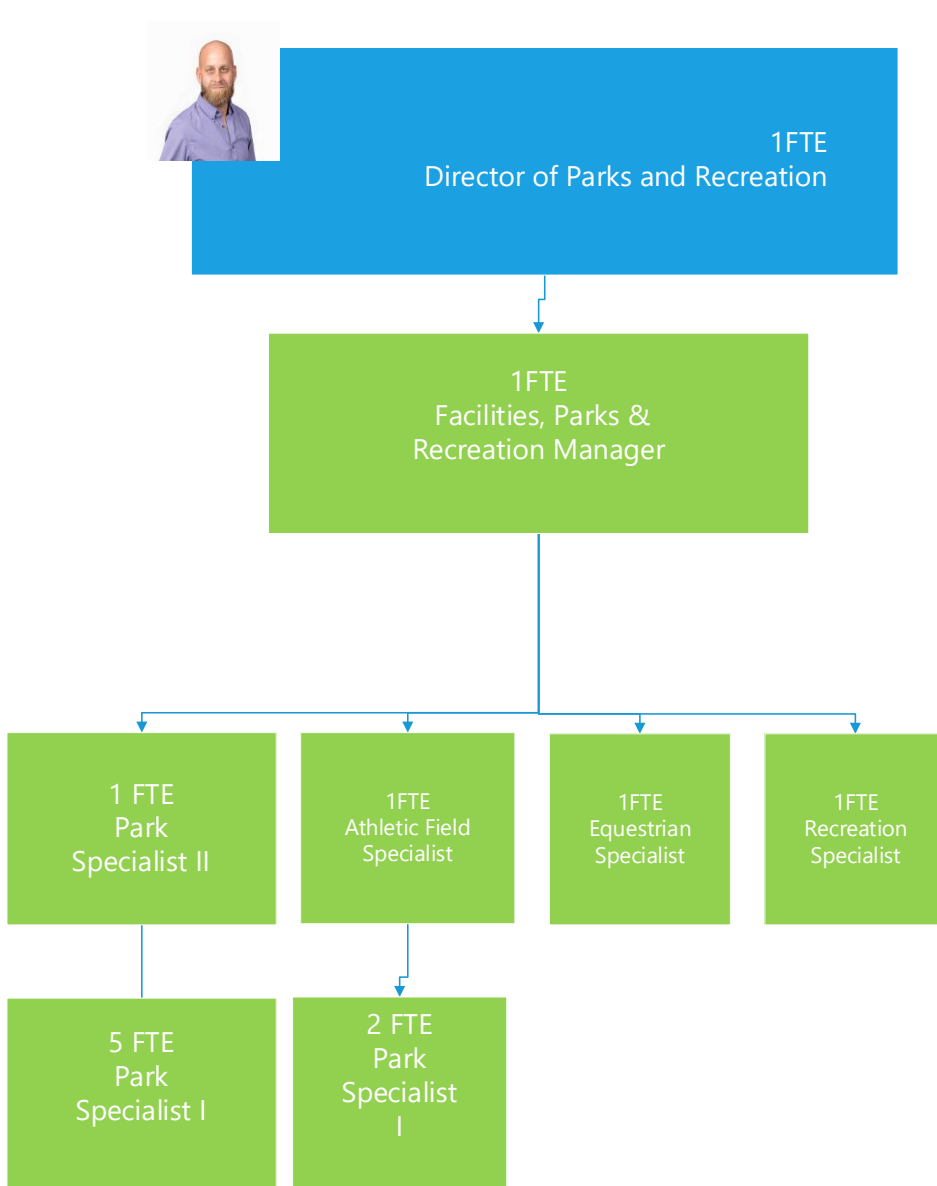 1FTE
Director of Parks and Recreation
1FTE
Facilities, Parks &
Recreation Manager
1 FTE
Park
Specialist II
1FTE
Athletic Field
Specialist
1FTE
Equestrian
Specialist
1FTE
Recreation
Specialist
5 FTE
Park
Specialist I
2 FTE
Park
Specialist
I